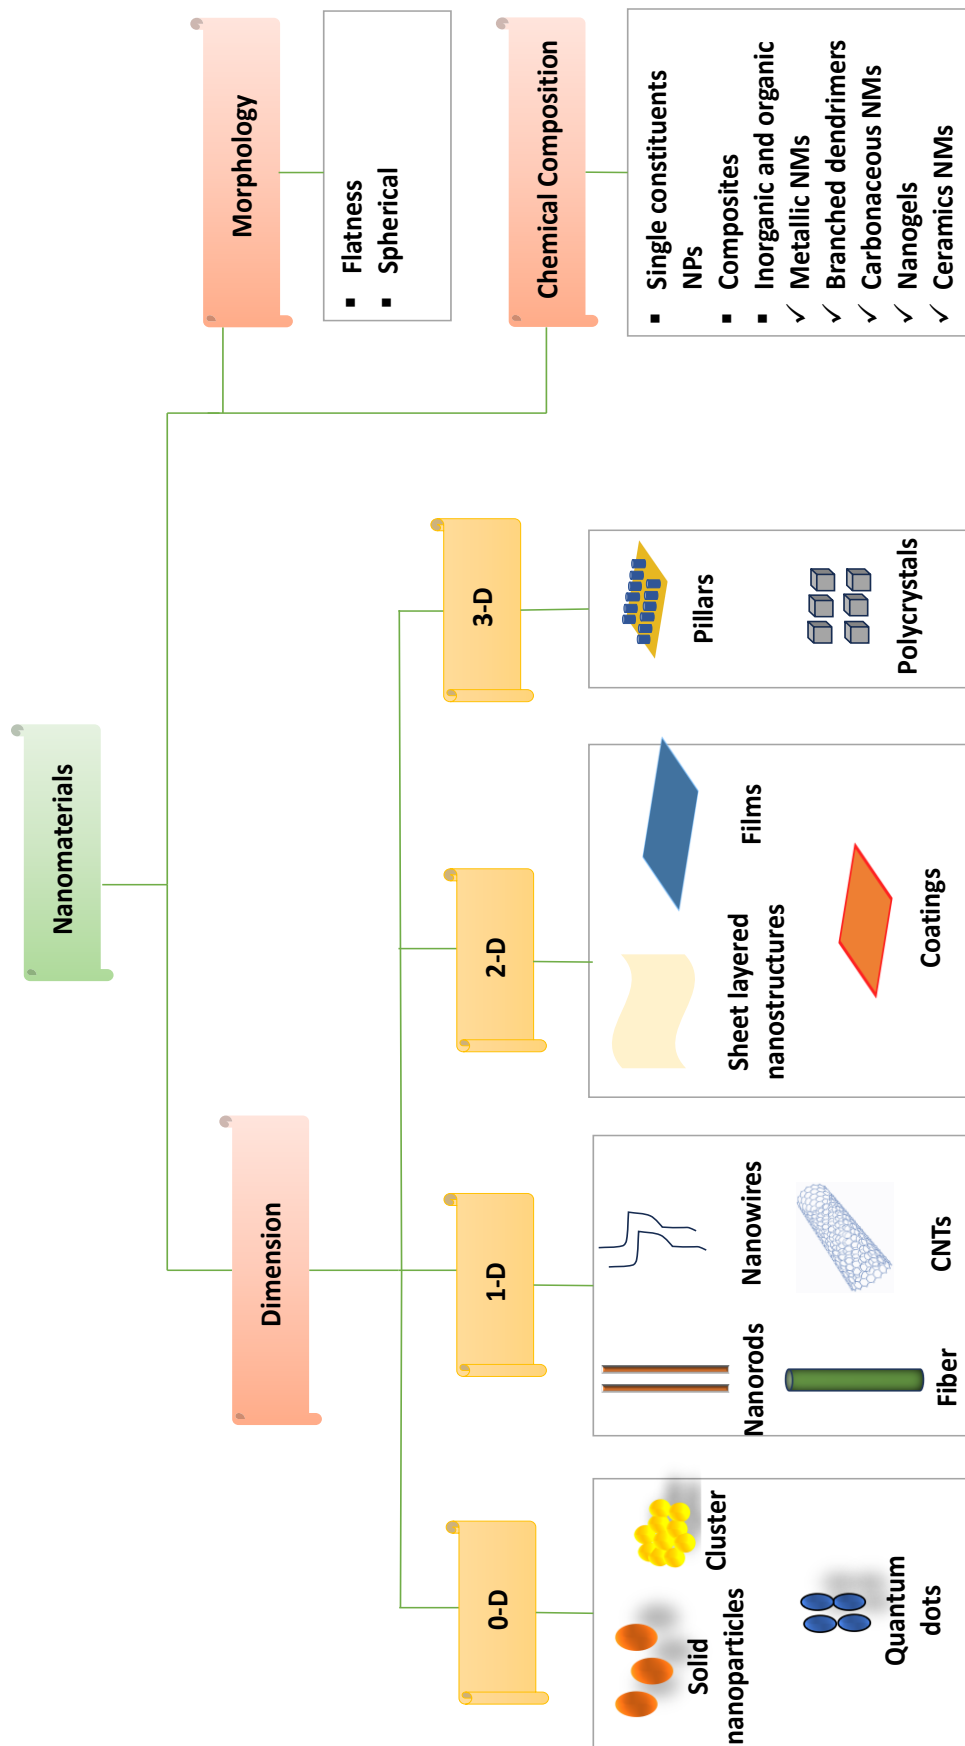 Nanomaterials
Dimension
Morphology
▪ Flatness
▪ Spherical
Chemical Composition
▪ Single constituents
NPs
▪ Composites
▪ Inorganic and organic
✓ Metallic NMs
✓ Branched dendrimers
✓ Carbonaceous NMs
✓ Nanogels
✓ Ceramics NMs
0-D
Solid
nanoparticles
Cluster
Quantum
dots
1-D
Nanorods
Nanowires
Fiber
CNTs
2-D
Sheet layered
nanostructures
Films
Coatings
3-D
Pillars
Polycrystals